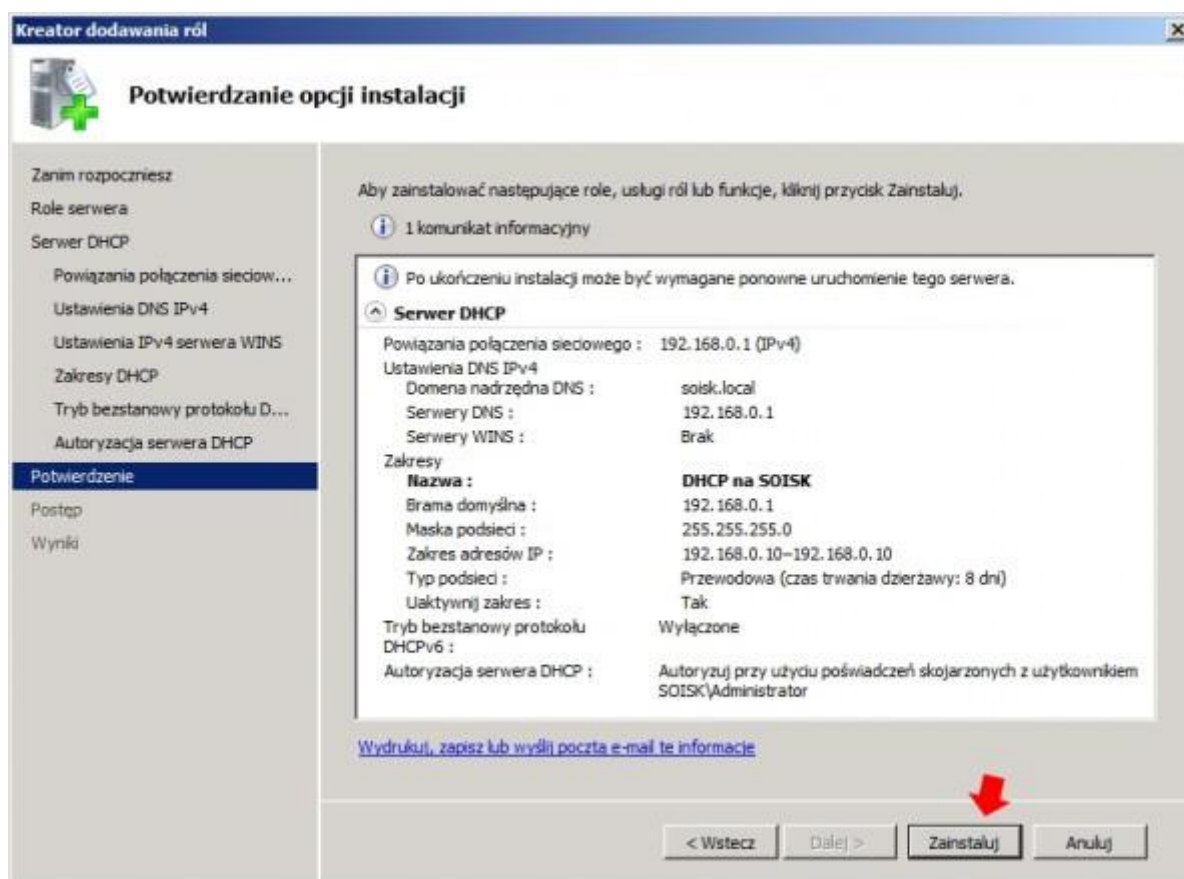 Kreator dodawania ról
Potwierdzanie opcji instalacji
Zanim rozpoczniesz
Role serwera
Serwer DHCP
Powiązania połączenia sieciow...
Ustawienia DNS IPv4
Ustawienia IPv4 serwera WINS
Zakresy DHCP
Tryb bezstanowy protokołu D...
Autoryzacja serwera DHCP
Potwierdzenie
Postęp
Wyniki
Aby zainstalować następujące role, usługi ról lub funkcje, kliknij przycisk Zainstaluj.
1 komunikat informacyjny
Po ukończeniu instalacji może być wymagane ponowne uruchomienie tego serwera.
Serwer DHCP
Powiązania połączenia sieciowego : 192.168.0.1 (IPv4)
Ustawienia DNS IPv4
Domena nadrzędna DNS : soisk.local
Serwery DNS : 192.168.0.1
Serwery WINS : Brak
Zakresy
Nazwa : DHCP na SOISK
Brama domyślna : 192.168.0.1
Maska podsieci : 255.255.255.0
Zakres adresów IP : 192.168.0.10–192.168.0.10
Typ podsieci : Przewodowa (czas trwania dzierżawy: 8 dni)
Uaktywnij zakres : Tak
Tryb bezstanowy protokołu Wyłączone
DHCPv6 :
Autoryzacja serwera DHCP : Autoryzuj przy użyciu poświadczeń skojarzonych z użytkownikiem
SOISK\Administrator
Wydrukuj, zapisz lub wyślij pocztą e-mail te informacje
< Wstecz Dalej > Zainstaluj Anuluj